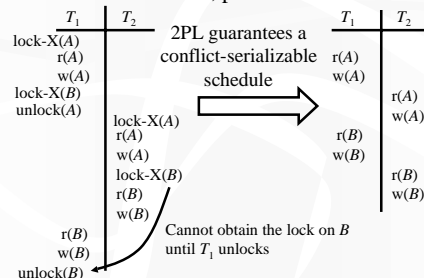 T₁ T₂
lock-X(A)
r(A)
w(A)
lock-X(B)
unlock(A)
lock-X(A)
r(A)
w(A)
lock-X(B)
r(B)
w(B)
r(B)
w(B)
unlock(B)
2PL guarantees a
conflict-serializable
schedule
Cannot obtain the lock on B
until T₁ unlocks
T₁ T₂
r(A)
w(A)
r(A)
w(A)
r(B)
w(B)
r(B)
w(B)